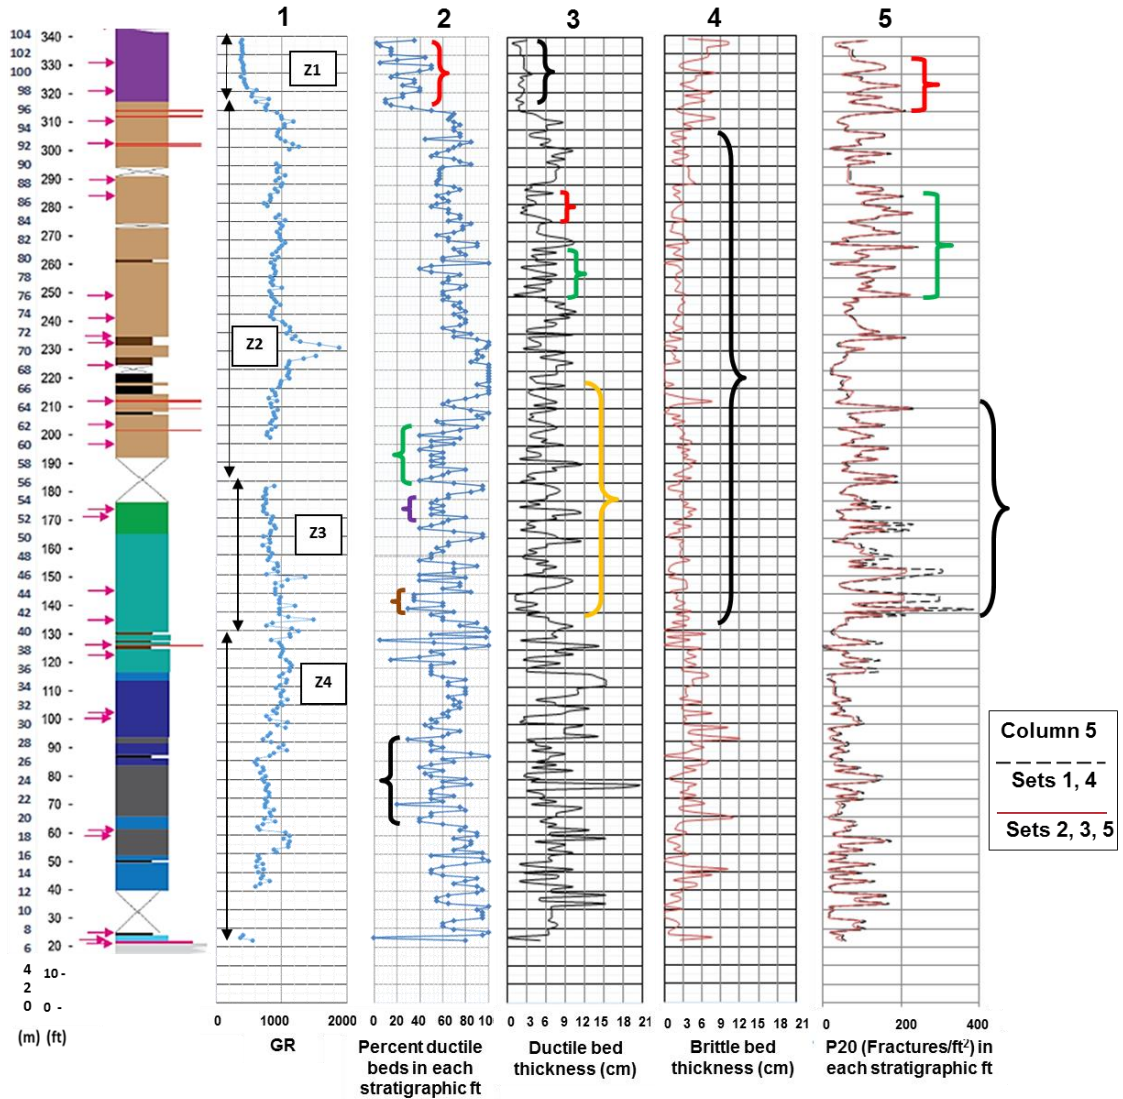 1 2 3 4 5
104 340 -
102
330 -
100
98 320 -
96
310 -
94
92 300 -
90
88 290 -
86 280 -
84
82 270 -
80 260 -
78
76 250 -
74 240 -
72
70 230 -
68 220 -
66
64 210 -
62 200 -
60
58 190 -
56
54 180 -
52 170 -
50
160 -
48
46 150 -
44 140 -
42
40 130 -
38
36 120 -
34 110 -
32
100 -
30
28 90 -
26
24 80 -
22 70 -
20
18 60 -
16 50 -
14
12 40 -
10 30 -
8
6 20 -
4 10 -
2
0 0 -
(m) (ft)
Z1
Z2
Z3
Z4
0 1000 2000
GR
0 20 40 60 80 10
Percent ductile
beds in each
stratigraphic ft
0 3 6 9 12 15 18 21
Ductile bed
thickness (cm)
0 3 6 9 12 15 18 21
Brittle bed
thickness (cm)
0 200 400
P20 (Fractures/ft²) in
each stratigraphic ft
Column 5
Sets 1, 4
Sets 2, 3, 5